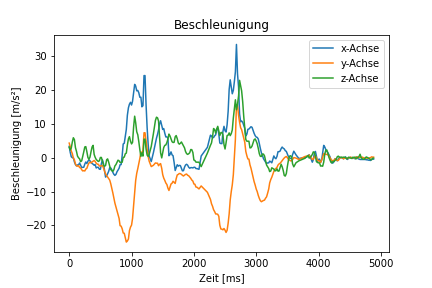 Beschleunigung
x-Achse
y-Achse
z-Achse
Beschleunigung [m/s²]
30
20
10
0
−10
−20
0 1000 2000 3000 4000 5000
Zeit [ms]